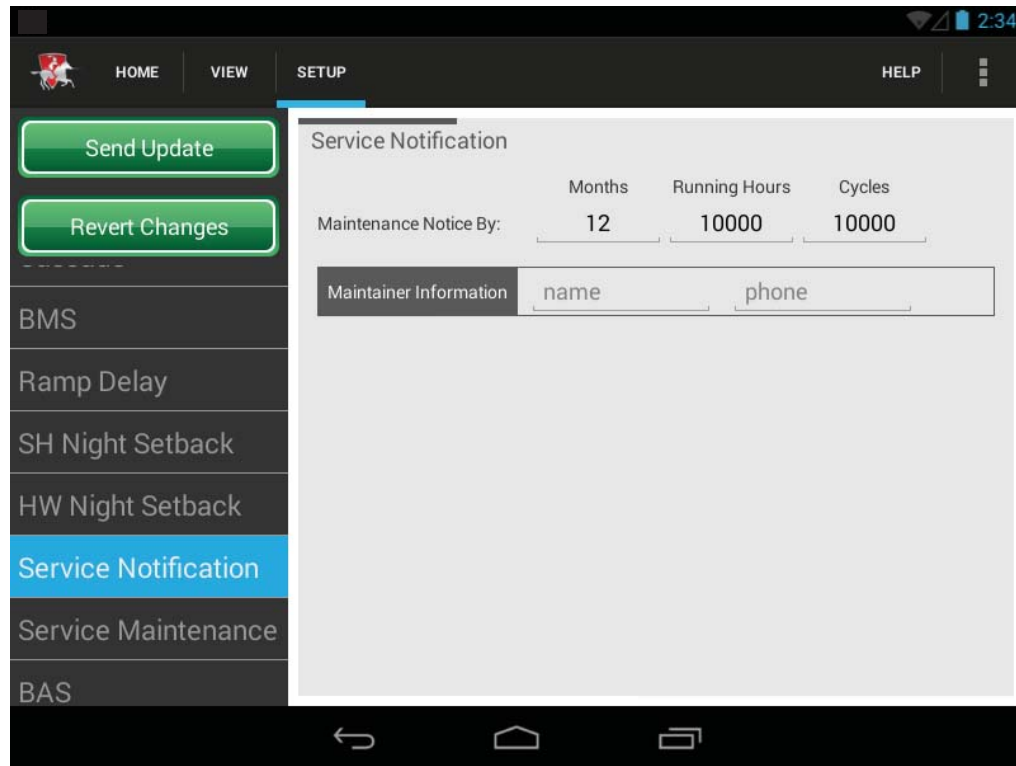 2:34
HOME VIEW SETUP HELP
Send Update
Revert Changes
BMS
Ramp Delay
SH Night Setback
HW Night Setback
Service Notification
Service Maintenance
BAS
Service Notification
Months Running Hours Cycles
Maintenance Notice By: 12 10000 10000
Maintainer Information name phone